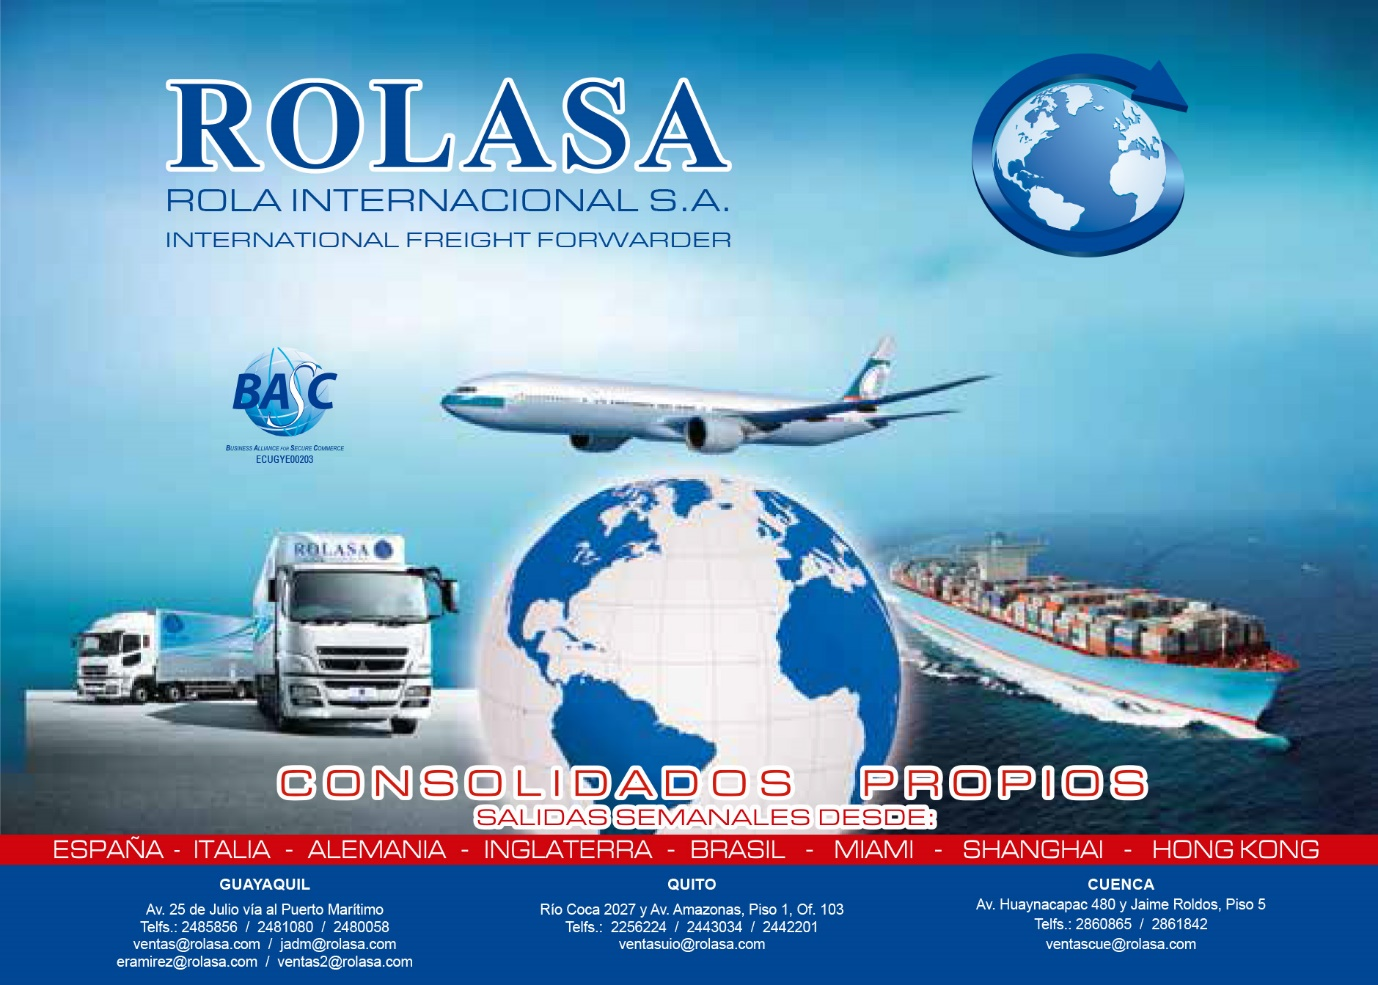 ROLASA
ROLA INTERNACIONAL S.A.
INTERNATIONAL FREIGHT FORWARDER
BASC
BUSINESS ALLIANCE FOR SECURE COMMERCE
ECUGYE00203
ROLASA
CONSOLIDADOS PROPIOS
SALIDAS SEMANALES DESDE:
ESPAÑA - ITALIA - ALEMANIA - INGLATERRA - BRASIL - MIAMI - SHANGHAI - HONG KONG
GUAYAQUIL
Av. 25 de Julio vía al Puerto Marítimo
Telfs.: 2485856 / 2481080 / 2480058
ventas@rolasa.com / jadm@rolasa.com
eramirez@rolasa.com / ventas2@rolasa.com
QUITO
Río Coca 2027 y Av. Amazonas, Piso 1, Of. 103
Telfs.: 2256224 / 2443034 / 2442201
ventasuio@rolasa.com
CUENCA
Av. Huaynacapac 480 y Jaime Roldos, Piso 5
Telfs.: 2860865 / 2861842
ventascue@rolasa.com